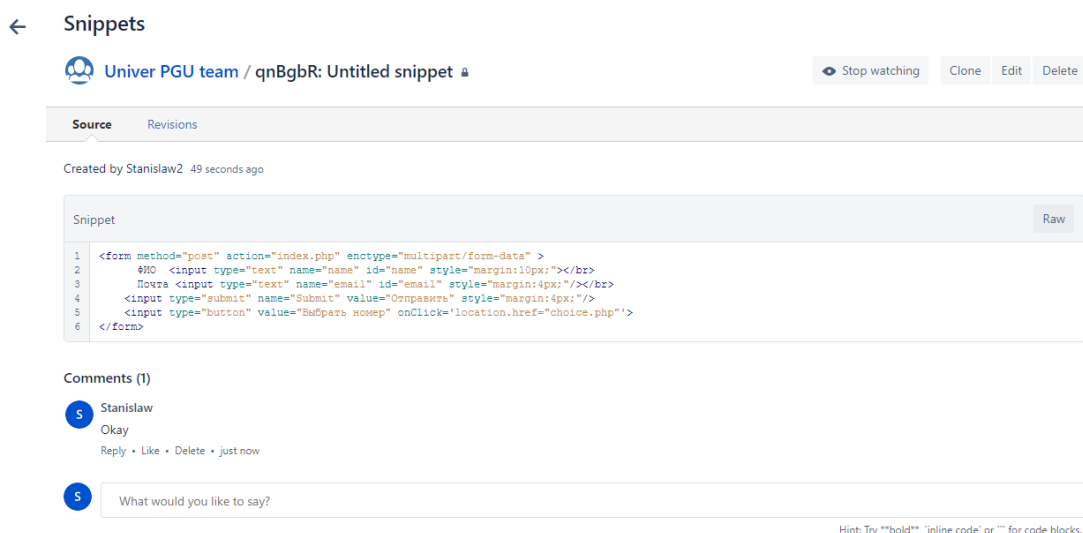 Snippets
Univer PGU team / qnBgbR: Untitled snippet
Stop watching Clone Edit Delete
Source Revisions
Created by Stanislaw2 49 seconds ago
Snippet Raw
1 <form method="post" action="index.php" enctype="multipart/form-data" >
2 ФИО <input type="text" name="name" id="name" style="margin:10px;"></br>
3 Почта <input type="text" name="email" id="email" style="margin:4px;"/></br>
4 <input type="submit" name="Submit" value="Отправить" style="margin:4px;"/>
5 <input type="button" value="Выбрать номер" onClick='location.href="choice.php"'>
6 </form>
Comments (1)
S Stanislaw
Okay
Reply • Like • Delete • just now
S What would you like to say?
Hint: Try **bold** `inline code` or ``` for code blocks.